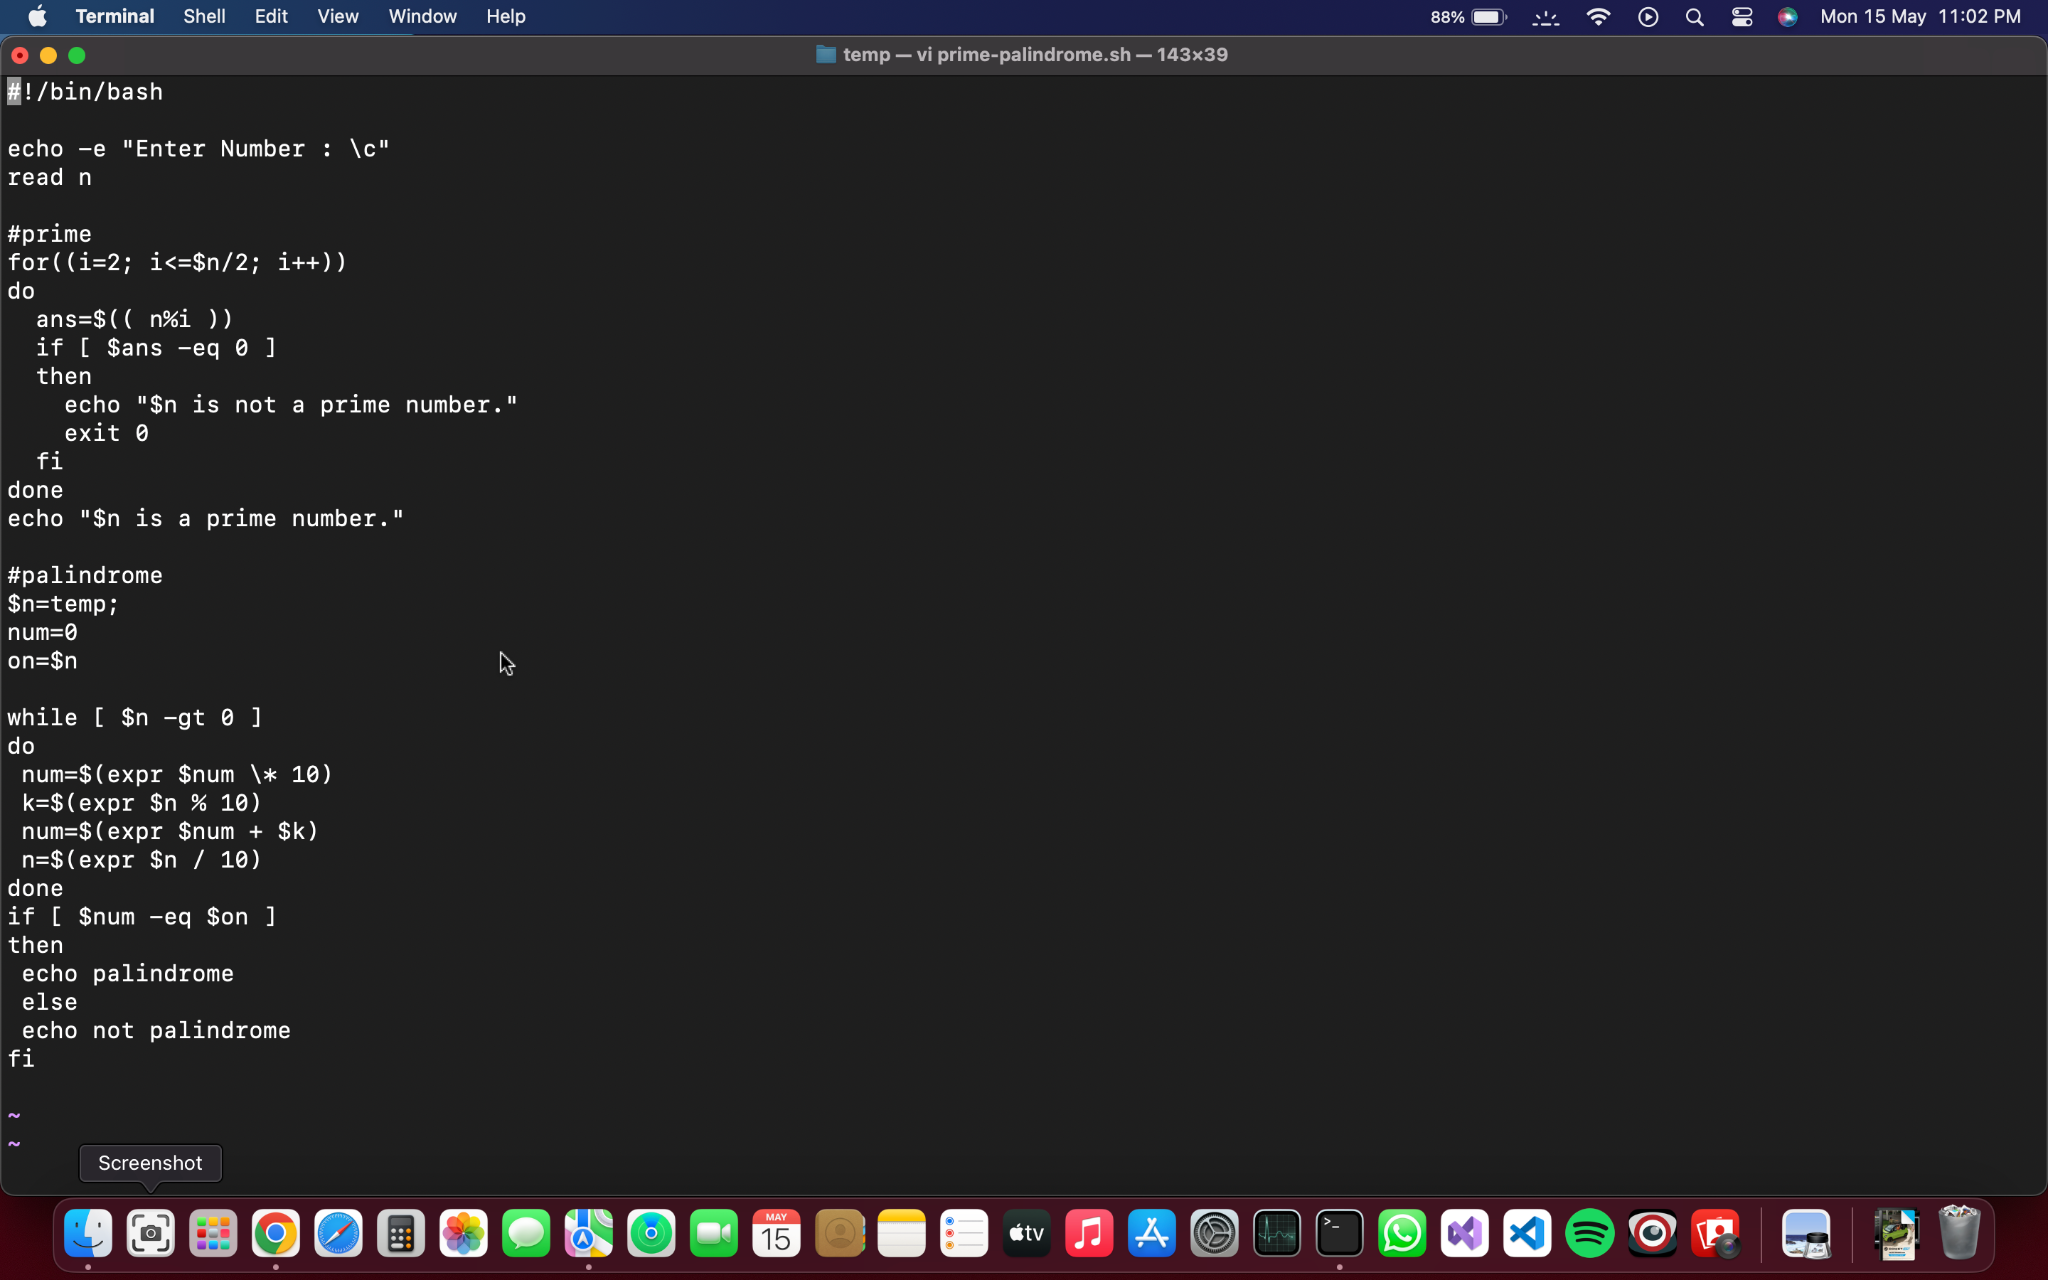 Terminal Shell Edit View Window Help 88% Mon 15 May 11:02 PM
temp — vi prime-palindrome.sh — 143×39
#!/bin/bash
echo -e "Enter Number : \c"
read n
#prime
for((i=2; i<=$n/2; i++))
do
ans=$(( n%i ))
if [ $ans -eq 0 ]
then
echo "$n is not a prime number."
exit 0
fi
done
echo "$n is a prime number."
#palindrome
$n=temp;
num=0
on=$n
while [ $n -gt 0 ]
do
num=$(expr $num \* 10)
k=$(expr $n % 10)
num=$(expr $num + $k)
n=$(expr $n / 10)
done
if [ $num -eq $on ]
then
echo palindrome
else
echo not palindrome
fi
~
~
Screenshot
MAY
15
tv
>_